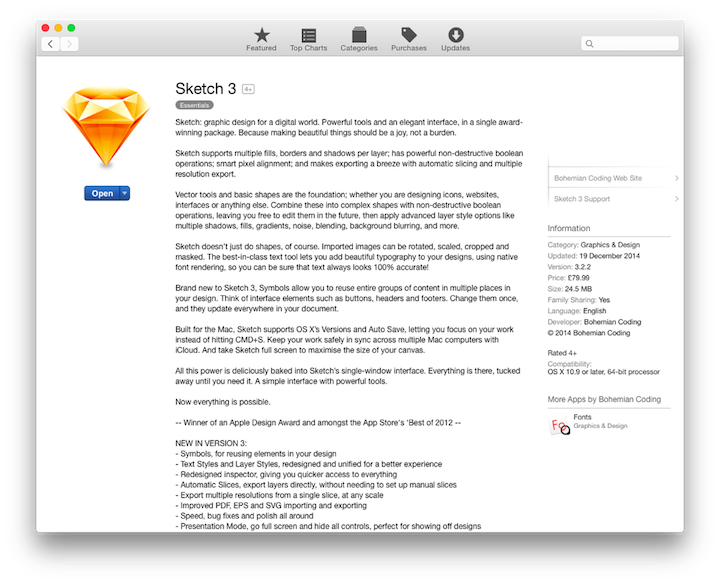 Featured
Top Charts
Categories
Purchases
Updates
Sketch 3
4+
Essentials
Open
Sketch: graphic design for a digital world. Powerful tools and an elegant interface, in a single award-
winning package. Because making beautiful things should be a joy, not a burden.
Sketch supports multiple fills, borders and shadows per layer; has powerful non-destructive boolean
operations; smart pixel alignment; and makes exporting a breeze with automatic slicing and multiple
resolution export.
Vector tools and basic shapes are the foundation; whether you are designing icons, websites,
interfaces or anything else. Combine these into complex shapes with non-destructive boolean
operations, leaving you free to edit them in the future, then apply advanced layer style options like
multiple shadows, fills, gradients, noise, blending, background blurring, and more.
Sketch doesn't just do shapes, of course. Imported images can be rotated, scaled, cropped and
masked. The best-in-class text tool lets you add beautiful typography to your designs, using native
font rendering, so you can be sure that text always looks 100% accurate!
Brand new to Sketch 3, Symbols allow you to reuse entire groups of content in multiple places in
your design. Think of interface elements such as buttons, headers and footers. Change them once,
and they update everywhere in your document.
Built for the Mac, Sketch supports OS X's Versions and Auto Save, letting you focus on your work
instead of hitting CMD+S. Keep your work safely in sync across multiple Mac computers with
iCloud. And take Sketch full screen to maximise the size of your canvas.
All this power is deliciously baked into Sketch's single-window interface. Everything is there, tucked
away until you need it. A simple interface with powerful tools.
Now everything is possible.
-- Winner of an Apple Design Award and amongst the App Store's 'Best of 2012 --
NEW IN VERSION 3:
- Symbols, for reusing elements in your design
- Text Styles and Layer Styles, redesigned and unified for a better experience
- Redesigned inspector, giving you quicker access to everything
- Automatic Slices, export layers directly, without needing to set up manual slices
- Export multiple resolutions from a single slice, at any scale
- Improved PDF, EPS and SVG importing and exporting
- Speed, bug fixes and polish all around
- Presentation Mode, go full screen and hide all controls, perfect for showing off designs
Bohemian Coding Web Site
Sketch 3 Support
Information
Category: Graphics & Design
Updated: 19 December 2014
Version: 3.2.2
Price: £79.99
Size: 24.5 MB
Family Sharing: Yes
Language: English
Developer: Bohemian Coding
© 2014 Bohemian Coding
Rated 4+
Compatibility:
OS X 10.9 or later, 64-bit processor
More Apps by Bohemian Coding
Fonts
Graphics & Design